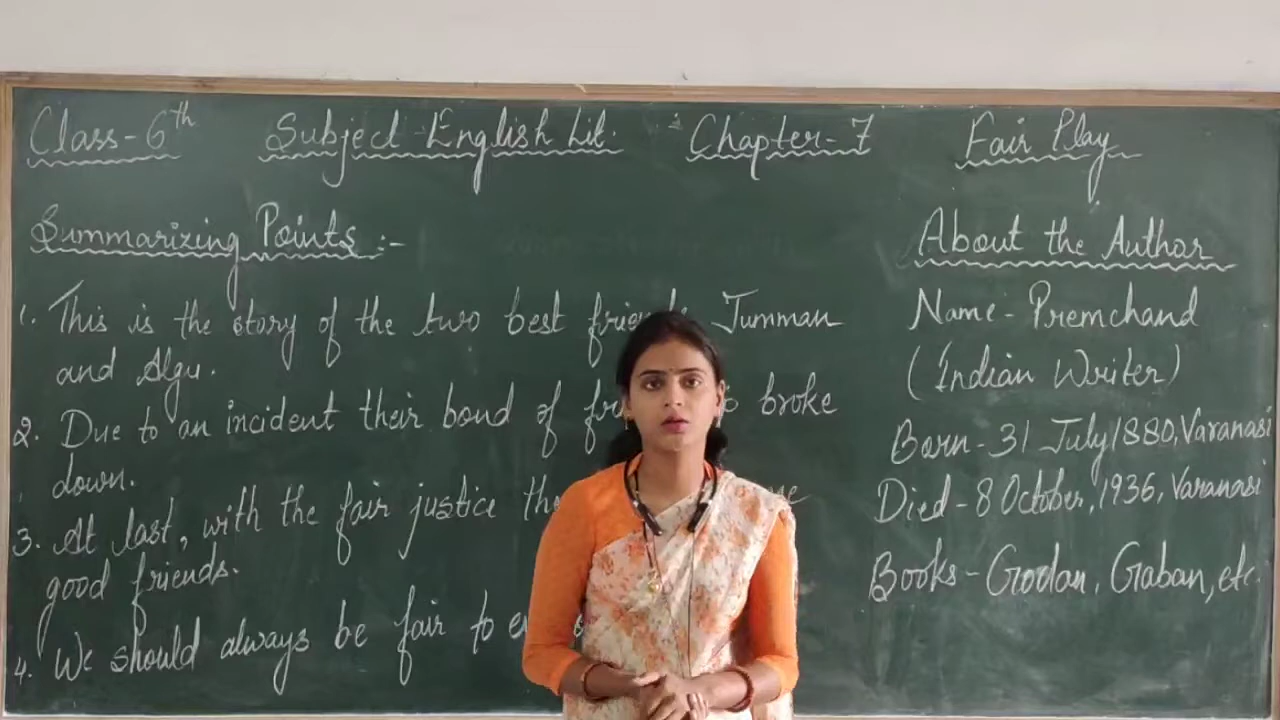 Class-6th Subject-English Lit. Chapter-7 Fair Play
Summarizing Points :-
1. This is the story of the two best Jumman
and Algu.
2. Due to an incident their bond of broke
down.
3. At last, with the fair justice
good friends.
4. We should always be fair to
About the Author
Name - Premchand
(Indian Writer)
Born - 31 July 1880, Varanasi
Died - 8 October, 1936, Varanasi
Books - Godan, Gaban, etc.